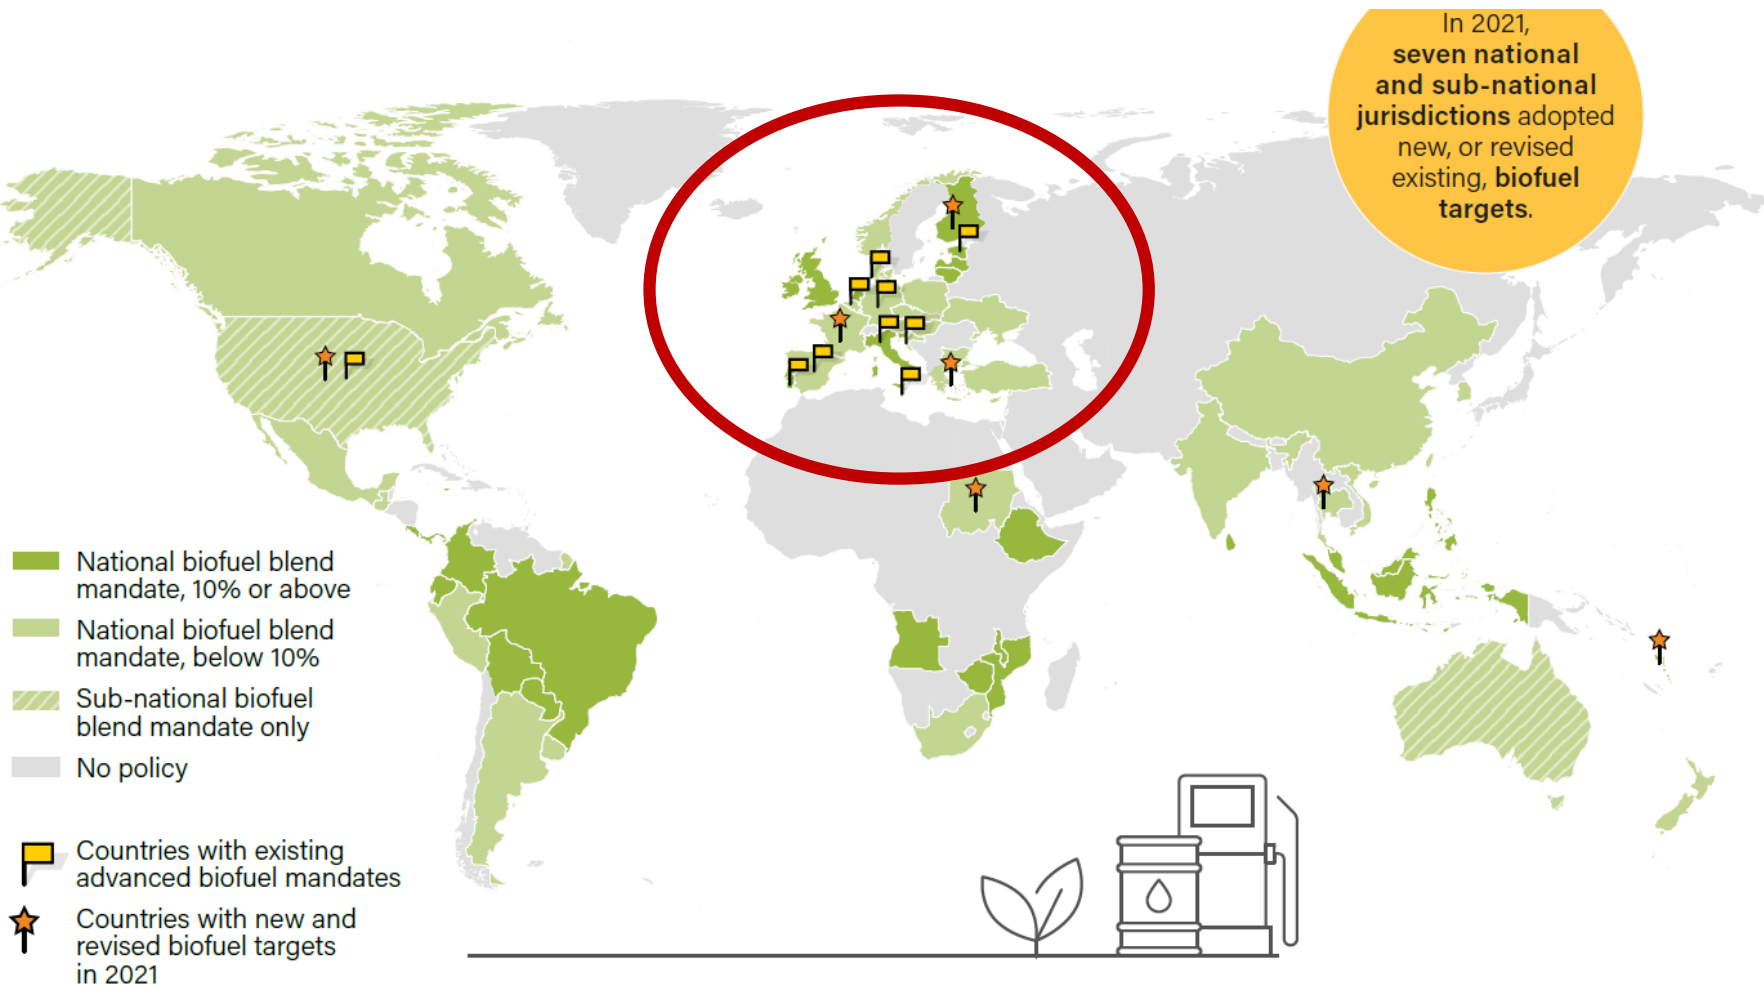 In 2021,
seven national
and sub-national
jurisdictions adopted
new, or revised
existing, biofuel
targets.
National biofuel blend
mandate, 10% or above
National biofuel blend
mandate, below 10%
Sub-national biofuel
blend mandate only
No policy
Countries with existing
advanced biofuel mandates
Countries with new and
revised biofuel targets
in 2021